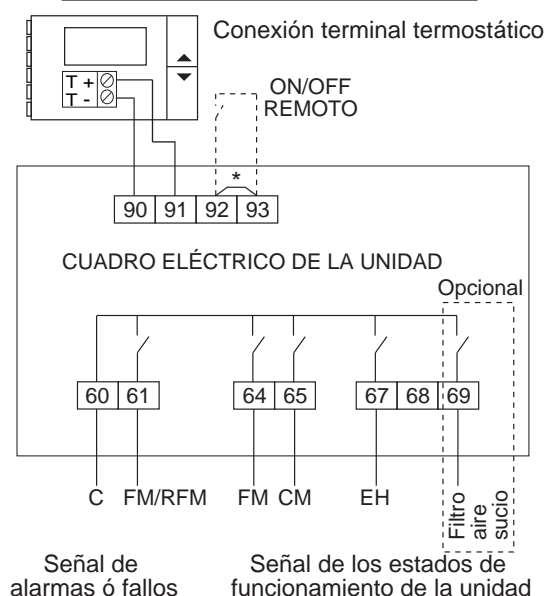 Conexión terminal termostático
T +
T -
ON/OFF
REMOTO
*
90 91 92 93
CUADRO ELÉCTRICO DE LA UNIDAD
Opcional
60 61 64 65 67 68 69
C FM/RFM FM CM EH
Filtro
aire
sucio
Señal de
alarmas ó fallos
Señal de los estados de
funcionamiento de la unidad